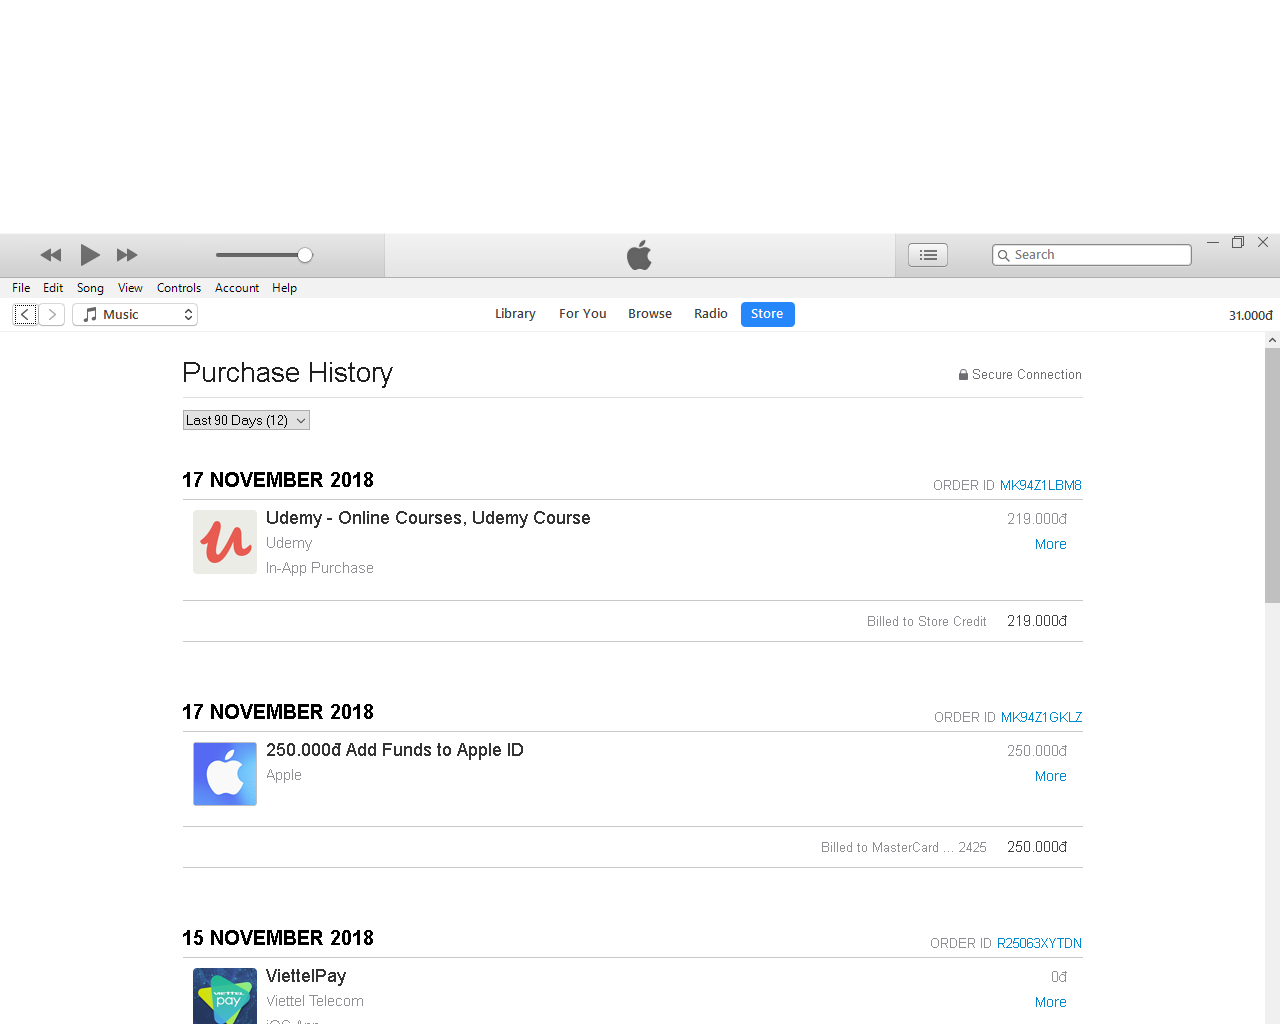 Search
File Edit Song View Controls Account Help
Music Library For You Browse Radio Store 31.000đ
Purchase History Secure Connection
Last 90 Days (12)
17 NOVEMBER 2018 ORDER ID MK94Z1LBM8
Udemy - Online Courses, Udemy Course 219.000đ
Udemy More
In-App Purchase
Billed to Store Credit 219.000đ
17 NOVEMBER 2018 ORDER ID MK94Z1GKLZ
250.000đ Add Funds to Apple ID 250.000đ
Apple More
Billed to MasterCard ... 2425 250.000đ
15 NOVEMBER 2018 ORDER ID R25063XYTDN
VIETTEL
pay
ViettelPay 0đ
Viettel Telecom More
iOS App